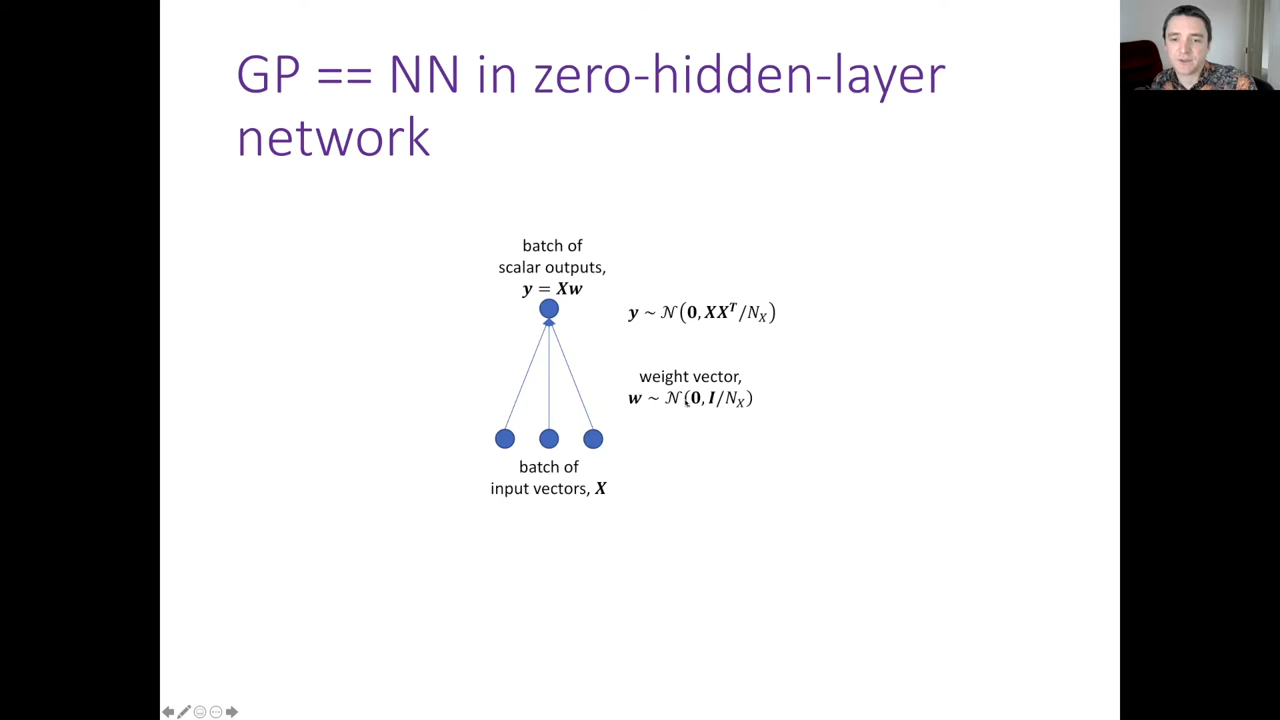 GP == NN in zero-hidden-layer
network
batch of
scalar outputs,
y = Xw
y ~ 𝒩(0, XX^T/N_X)
weight vector,
w ~ 𝒩(0, I/N_X)
batch of
input vectors, X